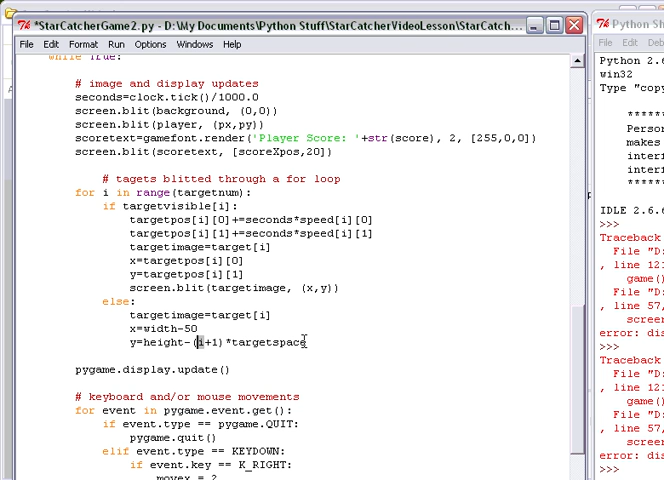 *StarCatcherGame2.py - D:\My Documents\Python Stuff\StarCatcherVideoLesson\StarCatch...
File Edit Format Run Options Windows Help
while True:
# image and display updates
seconds=clock.tick()/1000.0
screen.blit(background, (0,0))
screen.blit(player, (px,py))
scoretext=gamefont.render('Player Score: '+str(score), 2, [255,0,0])
screen.blit(scoretext, [scoreXpos,20])
# tagets blitted through a for loop
for i in range(targetnum):
if targetvisible[i]:
targetpos[i][0]+=seconds*speed[i][0]
targetpos[i][1]+=seconds*speed[i][1]
targetimage=target[i]
x=targetpos[i][0]
y=targetpos[i][1]
screen.blit(targetimage, (x,y))
else:
targetimage=target[i]
x=width-50
y=height-(i+1)*targetspace
pygame.display.update()
# keyboard and/or mouse movements
for event in pygame.event.get():
if event.type == pygame.QUIT:
pygame.quit()
elif event.type == KEYDOWN:
if event.key == K_RIGHT:
movex = 2
Python Sh
File Edit Deb
Python 2.6
win32
Type "copy
****
Perso
makes
interf
interf
****
IDLE 2.6.6
>>>
Traceback
File "D:
, line 121
game()
File "D:
, line 57,
screen
error: dis
>>>
Traceback
File "D:
, line 121
game()
File "D:
, line 57,
screen
error: dis
>>>